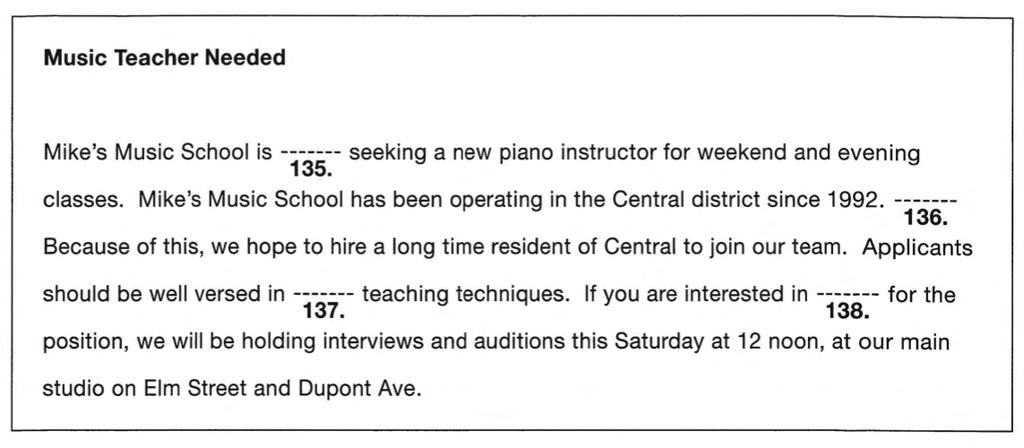 Music Teacher Needed
Mike's Music School is ------- seeking a new piano instructor for weekend and evening
135.
classes. Mike's Music School has been operating in the Central district since 1992. -------
136.
Because of this, we hope to hire a long time resident of Central to join our team. Applicants
should be well versed in ------- teaching techniques. If you are interested in ------- for the
137. 138.
position, we will be holding interviews and auditions this Saturday at 12 noon, at our main
studio on Elm Street and Dupont Ave.